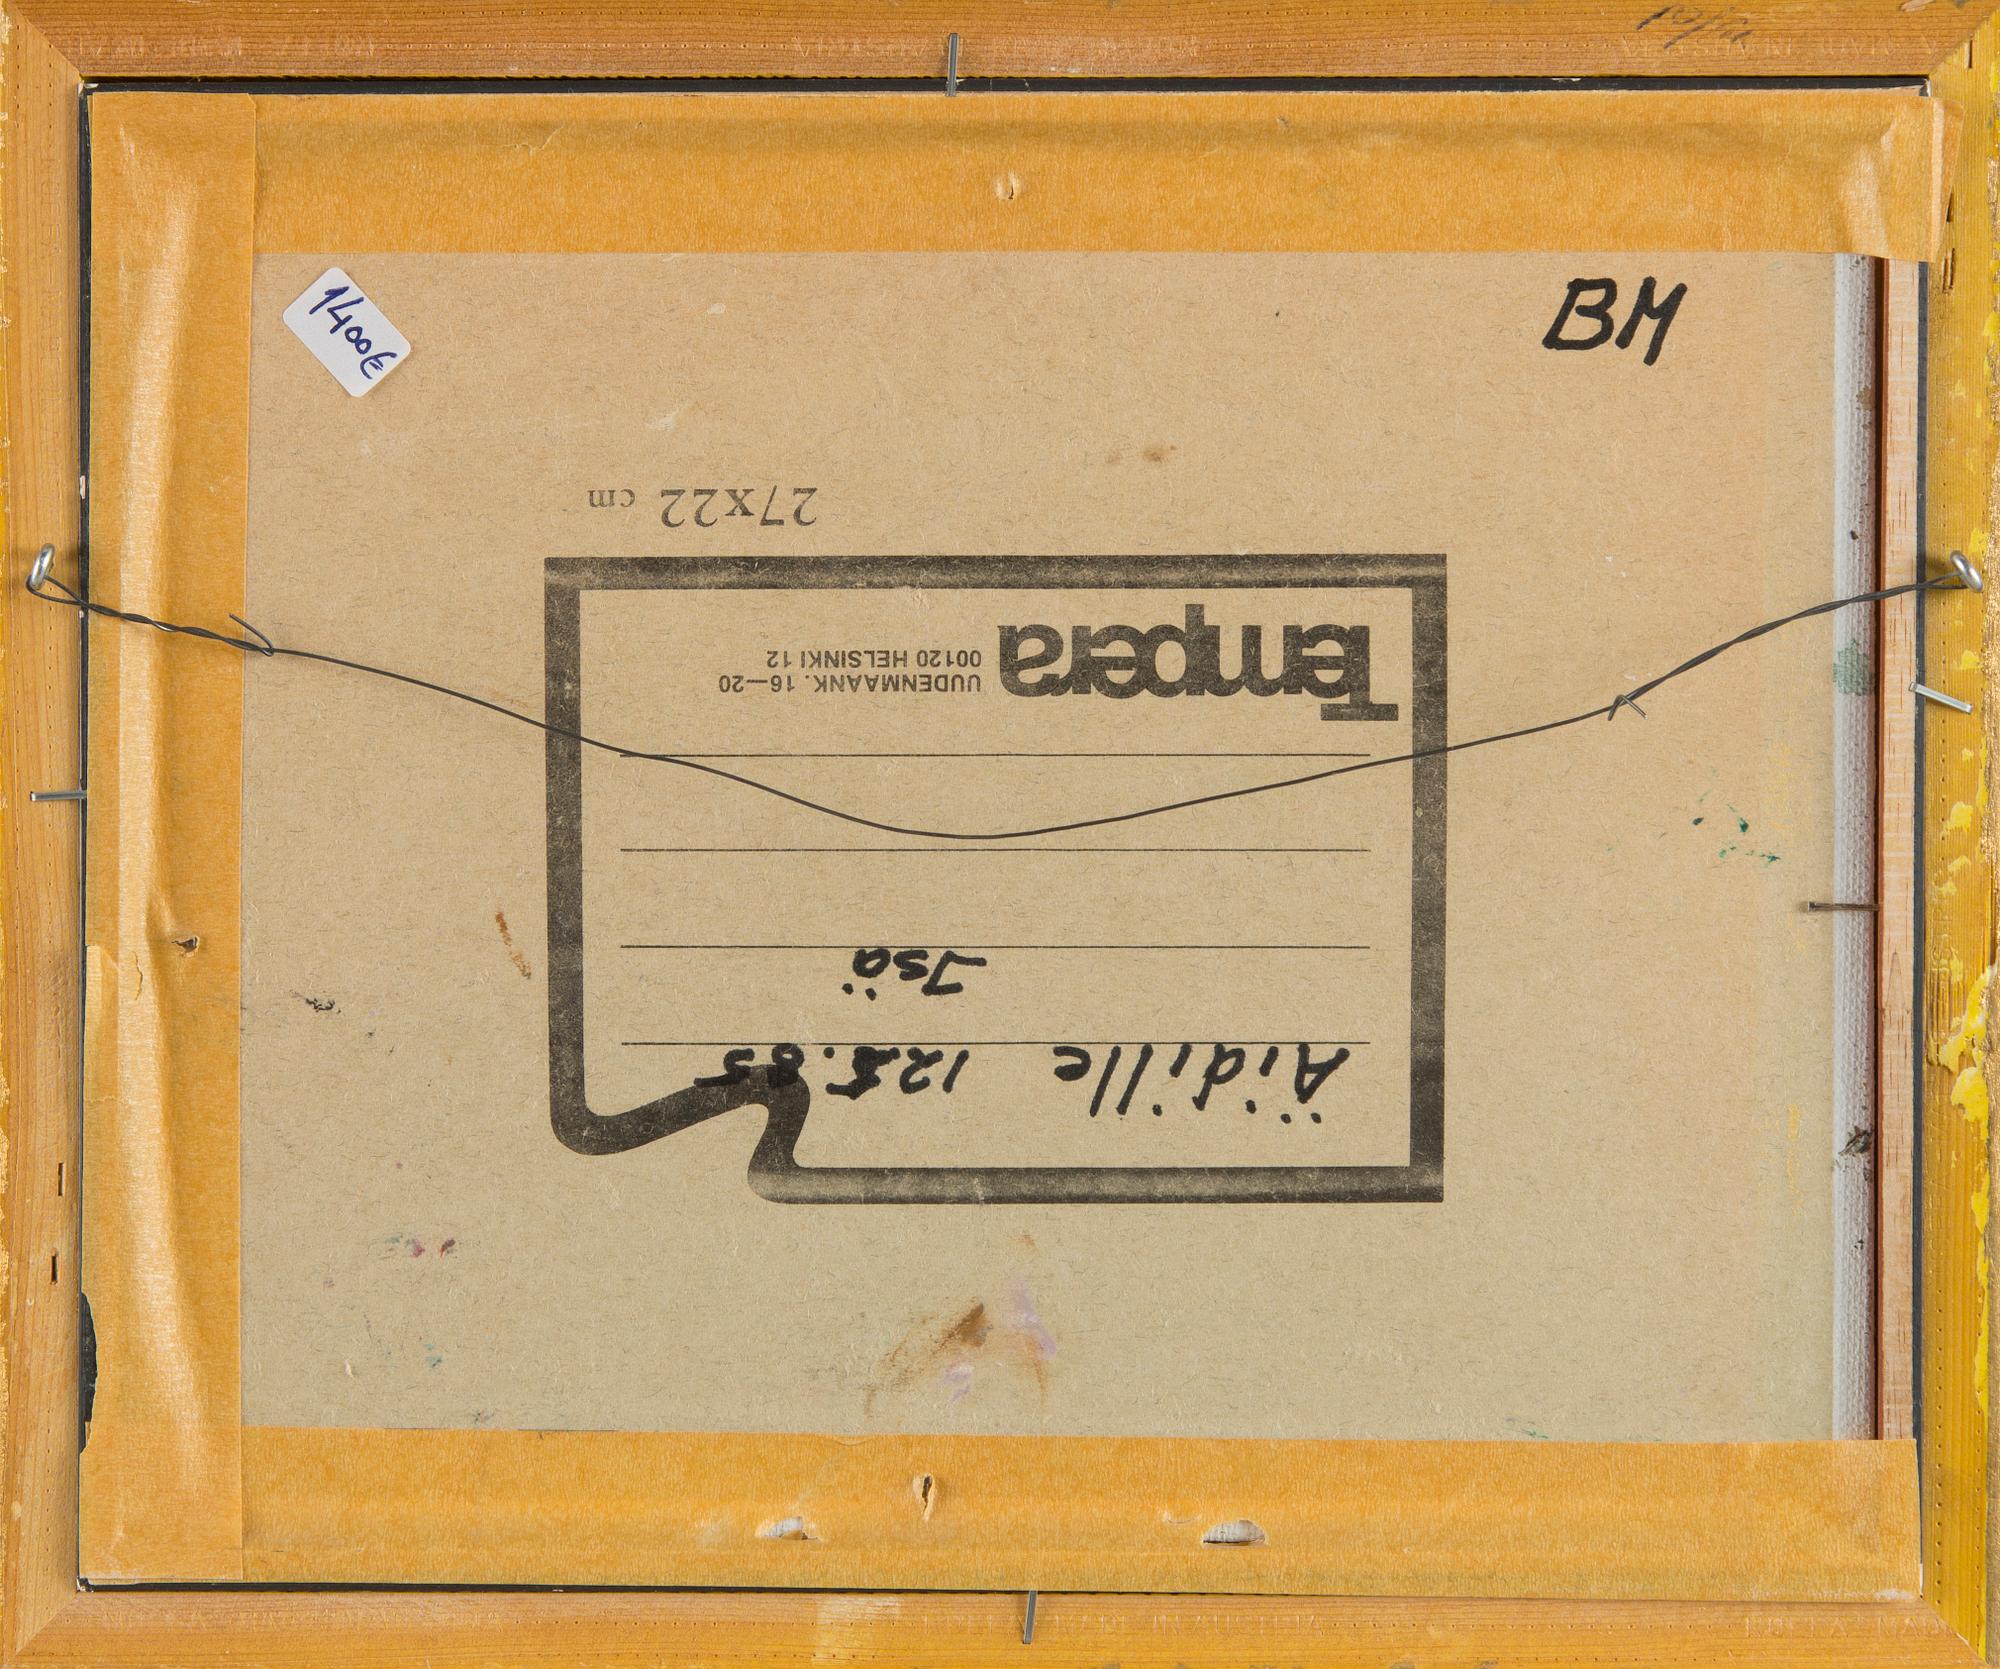 1400€
BM
Äidille 12.5.85
Isä
Tempera
UUDENMAANK. 16—20
00120 HELSINKI 12
27x22 cm